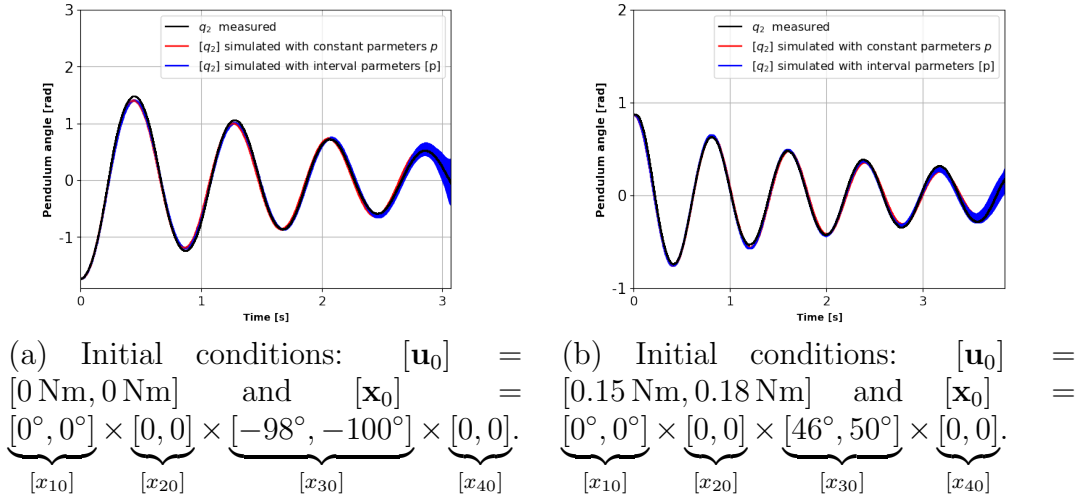 3
2
1
0
-1
0
1
2
3
Pendulum angle [rad]
Time [s]
q₂ measured
[q₂] simulated with constant parmeters p
[q₂] simulated with interval parmeters [p]
2
1
0
-1
0
1
2
3
Pendulum angle [rad]
Time [s]
q₂ measured
[q₂] simulated with constant parmeters p
[q₂] simulated with interval parmeters [p]
(a) Initial conditions: [𝐮₀] =
[0 Nm, 0 Nm] and [𝐱₀] =
[0°, 0°] × [0, 0] × [−98°, −100°] × [0, 0].
[x₁₀] [x₂₀] [x₃₀] [x₄₀]
(b) Initial conditions: [𝐮₀] =
[0.15 Nm, 0.18 Nm] and [𝐱₀] =
[0°, 0°] × [0, 0] × [46°, 50°] × [0, 0].
[x₁₀] [x₂₀] [x₃₀] [x₄₀]